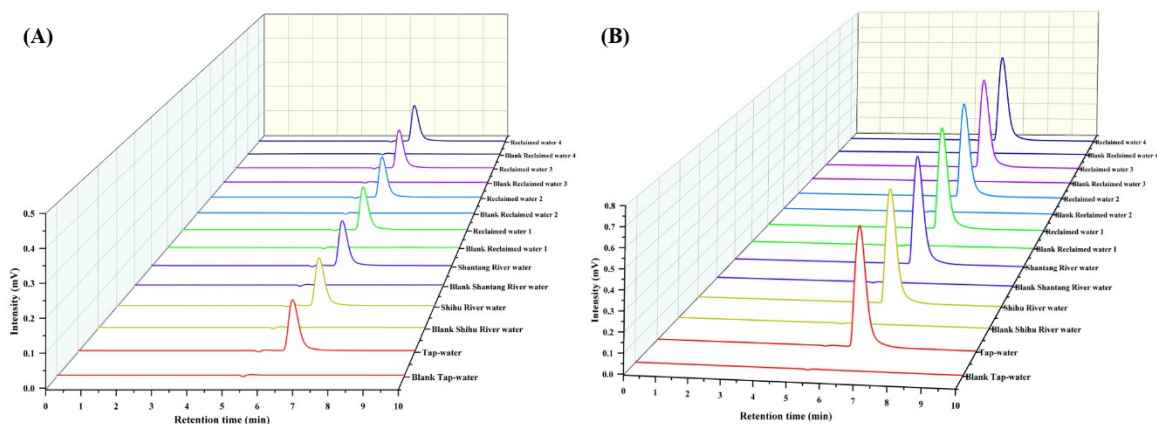 (A)
Intensity (mV)
0.5
0.4
0.3
0.2
0.1
0.0
0 1 2 3 4 5 6 7 8 9 10
Retention time (min)
Reclaimed water 4
Blank Reclaimed water 4
Reclaimed water 3
Blank Reclaimed water 3
Reclaimed water 2
Blank Reclaimed water 2
Reclaimed water 1
Blank Reclaimed water 1
Shantang River water
Blank Shantang River water
Shihu River water
Blank Shihu River water
Tap-water
Blank Tap-water
(B)
Intensity (mV)
0.8
0.7
0.6
0.5
0.4
0.3
0.2
0.1
0.0
0 1 2 3 4 5 6 7 8 9 10
Retention time (min)
Reclaimed water 4
Blank Reclaimed water 4
Reclaimed water 3
Blank Reclaimed water 3
Reclaimed water 2
Blank Reclaimed water 2
Reclaimed water 1
Blank Reclaimed water 1
Shantang River water
Blank Shantang River water
Shihu River water
Blank Shihu River water
Tap-water
Blank Tap-water